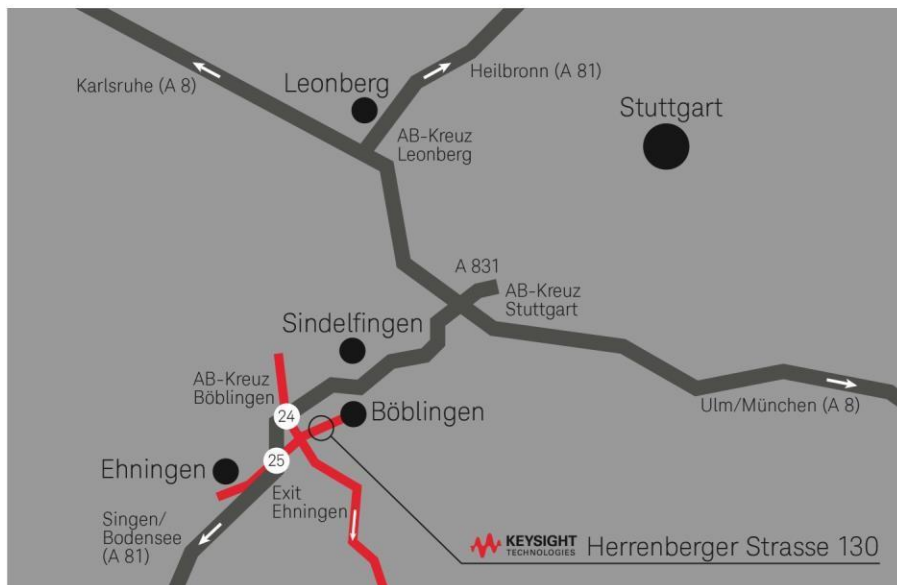 Karlsruhe (A 8)
Leonberg
Heilbronn (A 81)
AB-Kreuz
Leonberg
Stuttgart
A 831
AB-Kreuz
Stuttgart
Sindelfingen
AB-Kreuz
Böblingen
24
Böblingen
Ulm/München (A 8)
25
Ehningen
Exit
Ehningen
Singen/
Bodensee
(A 81)
KEYSIGHT
TECHNOLOGIES
Herrenberger Strasse 130